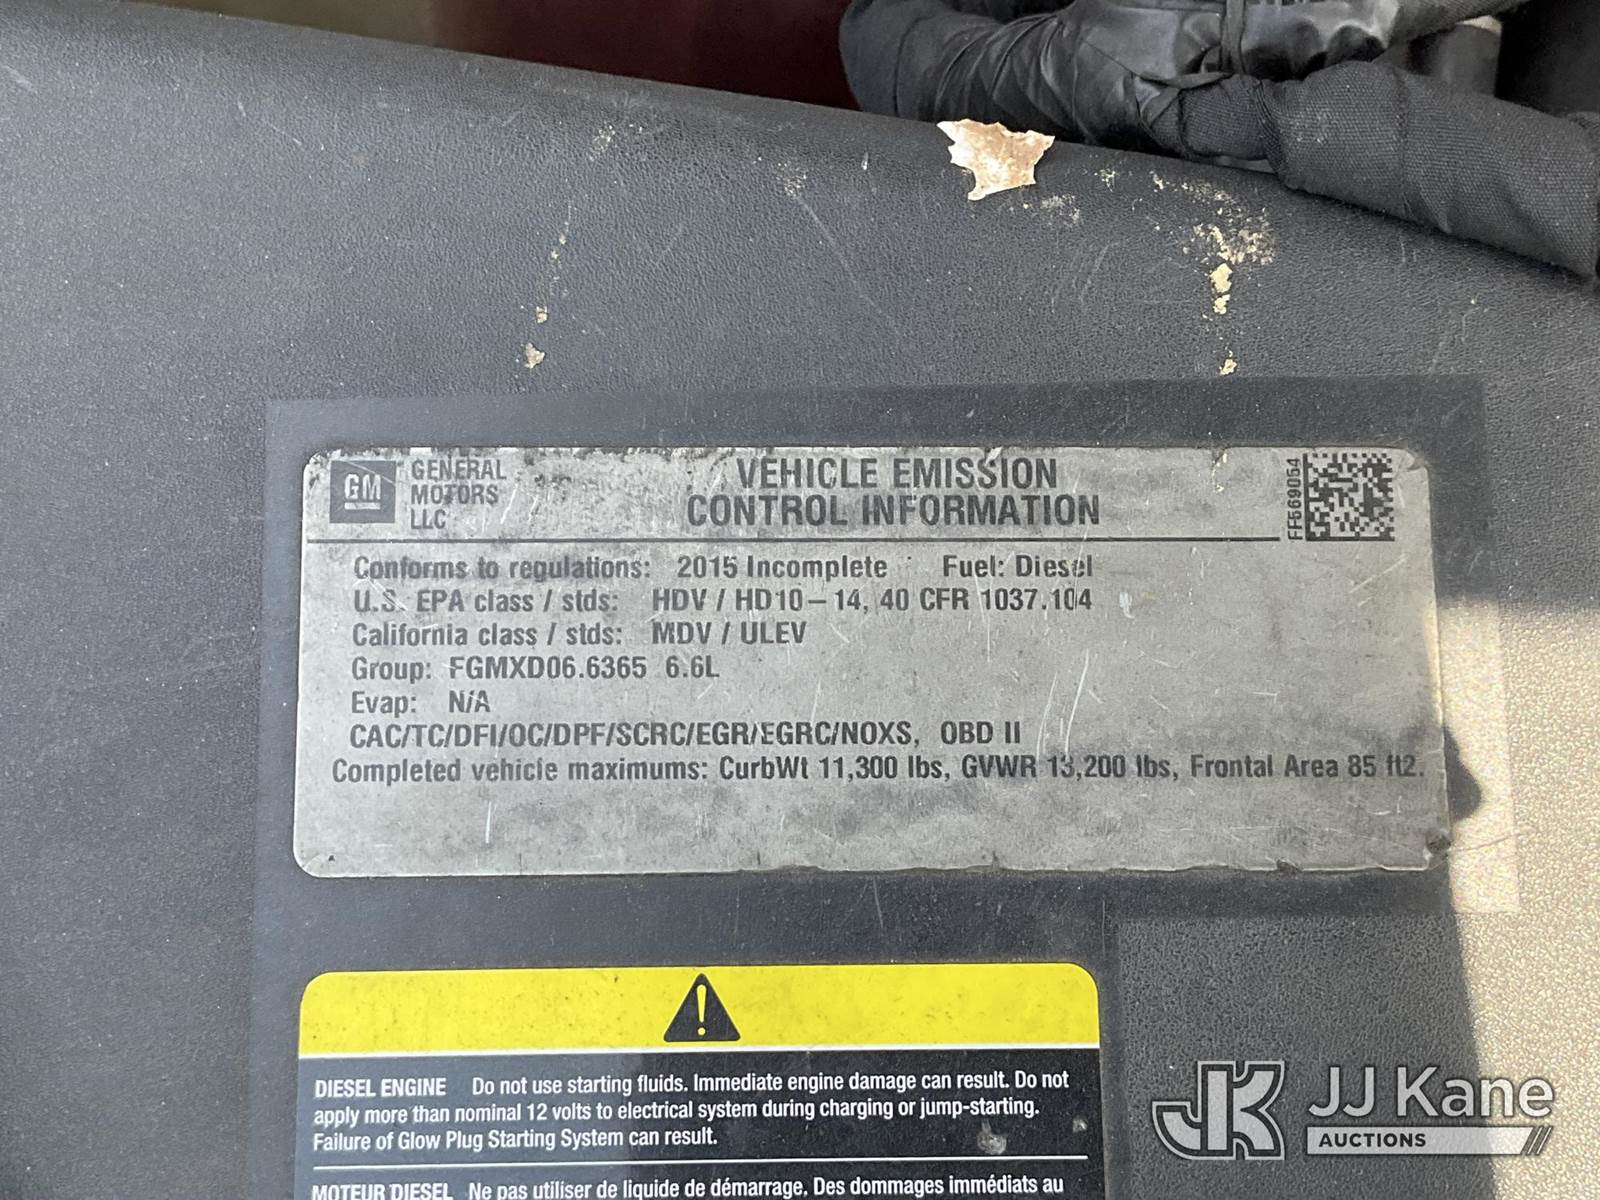 GM
GENERAL
MOTORS
LLC
VEHICLE EMISSION
CONTROL INFORMATION
FF569054
Conforms to regulations: 2015 Incomplete Fuel: Diesel
U.S. EPA class / stds: HDV / HD10-14, 40 CFR 1037.104
California class / stds: MDV / ULEV
Group: FGMXD06.6365 6.6L
Evap: N/A
CAC/TC/DFI/OC/DPF/SCRC/EGR/EGRC/NOXS, OBD II
Completed vehicle maximums: CurbWt 11,300 lbs, GVWR 13,200 lbs, Frontal Area 85 ft2.
DIESEL ENGINE Do not use starting fluids. Immediate engine damage can result. Do not
apply more than nominal 12 volts to electrical system during charging or jump-starting.
Failure of Glow Plug Starting System can result.
MOTEUR DIESEL Ne pas utiliser de liquide de démarrage. Des dommages immédiats au
JK JJ Kane
AUCTIONS